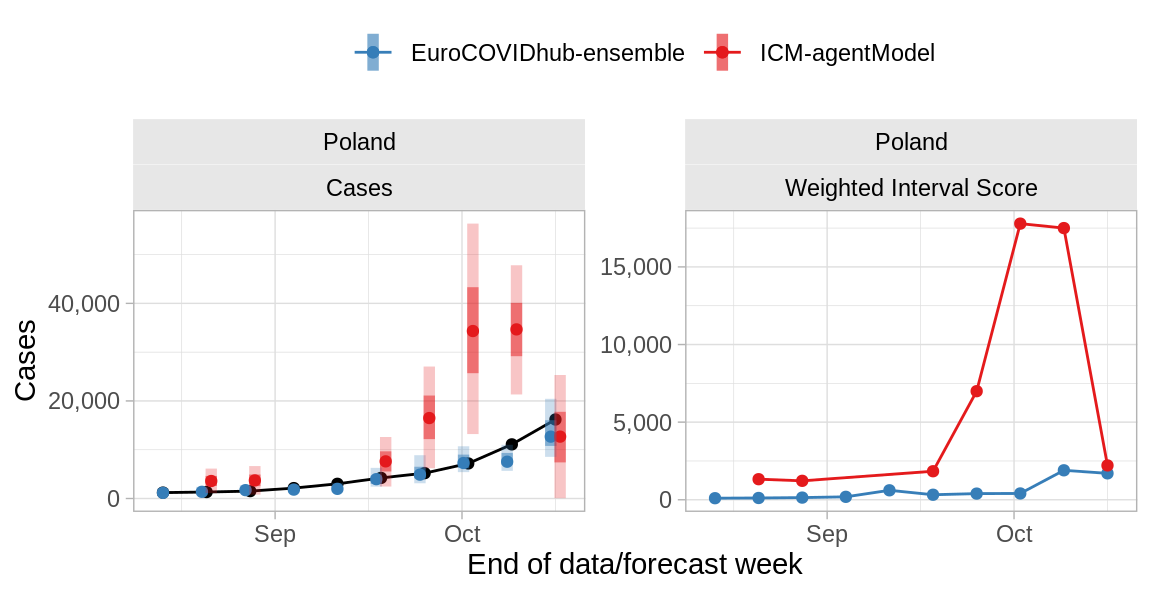 EuroCOVIDhub-ensemble ICM-agentModel
Poland
Cases
Poland
Weighted Interval Score
Cases
40,000
20,000
0
Sep
Oct
15,000
10,000
5,000
0
Sep
Oct
End of data/forecast week